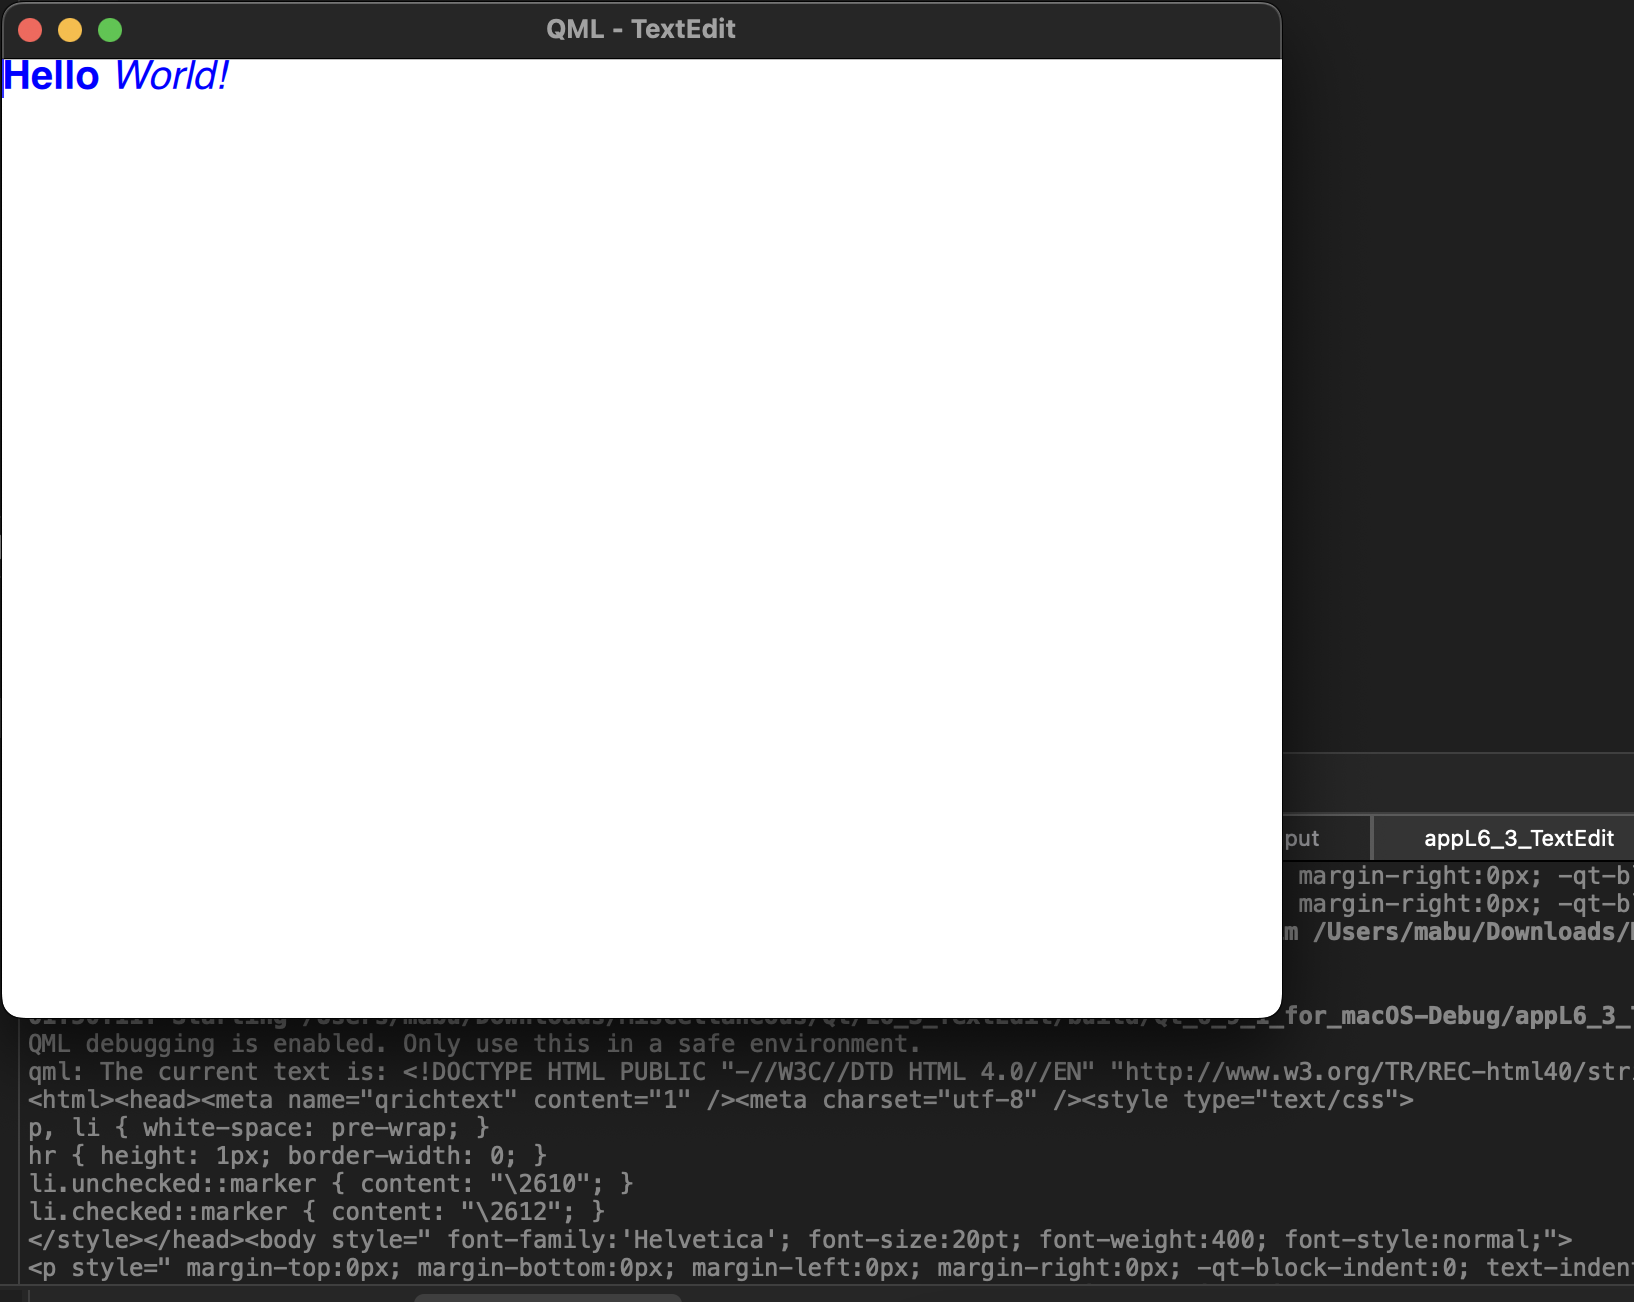 QML - TextEdit
Hello World!
put
appL6_3_TextEdit
margin-right:0px; -qt-b
margin-right:0px; -qt-b
m /Users/mabu/Downloads/
_for_macOS-Debug/appL6_3_
QML debugging is enabled. Only use this in a safe environment.
qml: The current text is: <!DOCTYPE HTML PUBLIC "-//W3C//DTD HTML 4.0//EN" "http://www.w3.org/TR/REC-html40/str
<html><head><meta name="qrichtext" content="1" /><meta charset="utf-8" /><style type="text/css">
p, li { white-space: pre-wrap; }
hr { height: 1px; border-width: 0; }
li.unchecked::marker { content: "\2610"; }
li.checked::marker { content: "\2612"; }
</style></head><body style=" font-family:'Helvetica'; font-size:20pt; font-weight:400; font-style:normal;">
<p style=" margin-top:0px; margin-bottom:0px; margin-left:0px; margin-right:0px; -qt-block-indent:0; text-inden